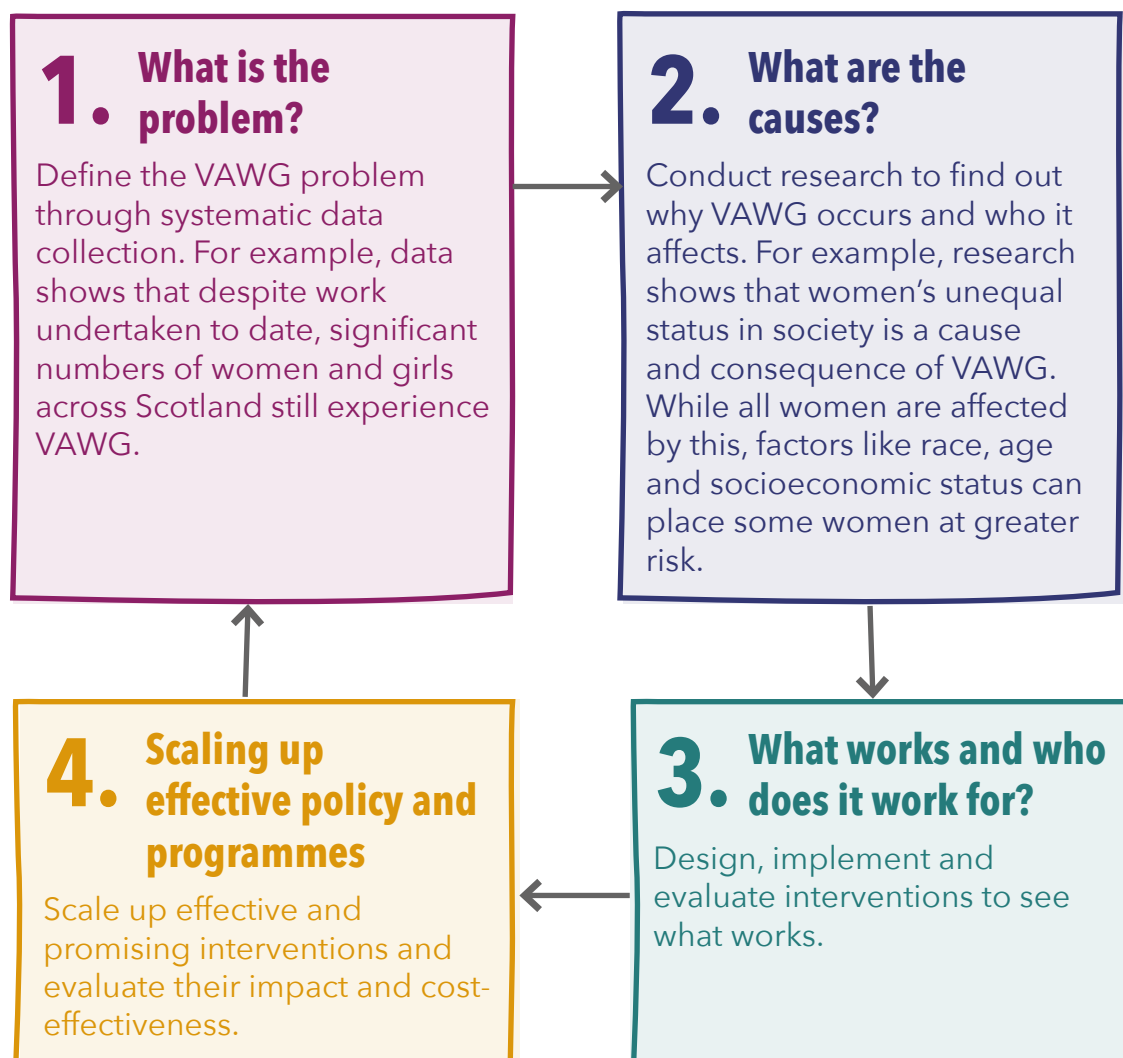 1. What is the
problem?
Define the VAWG problem
through systematic data
collection. For example, data
shows that despite work
undertaken to date, significant
numbers of women and girls
across Scotland still experience
VAWG.
2. What are the
causes?
Conduct research to find out
why VAWG occurs and who it
affects. For example, research
shows that women’s unequal
status in society is a cause
and consequence of VAWG.
While all women are affected
by this, factors like race, age
and socioeconomic status can
place some women at greater
risk.
3. What works and who
does it work for?
Design, implement and
evaluate interventions to see
what works.
4. Scaling up
effective policy and
programmes
Scale up effective and
promising interventions and
evaluate their impact and cost-
effectiveness.